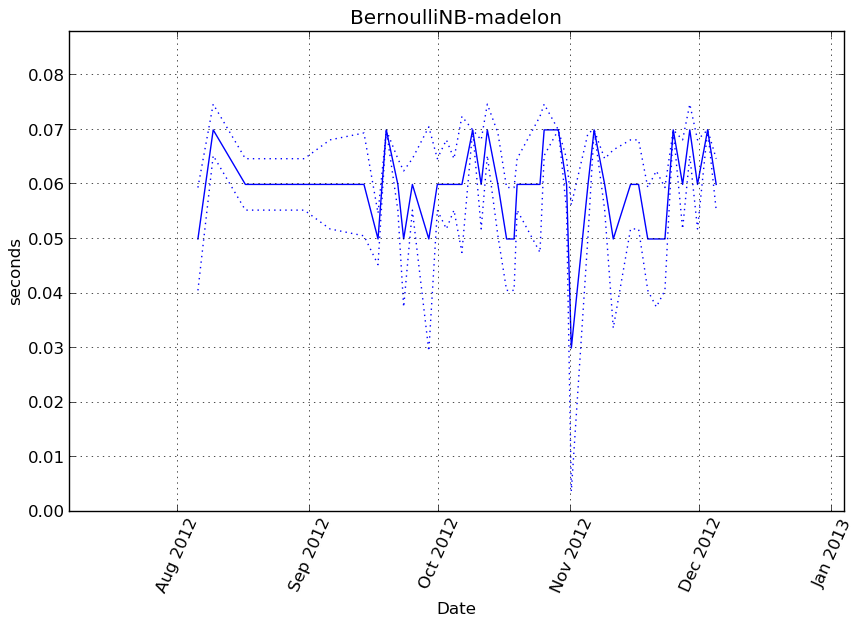 BernoulliNB-madelon
0.08
0.07
0.06
0.05
0.04
0.03
0.02
0.01
0.00
seconds
Aug 2012
Sep 2012
Oct 2012
Nov 2012
Dec 2012
Jan 2013
Date